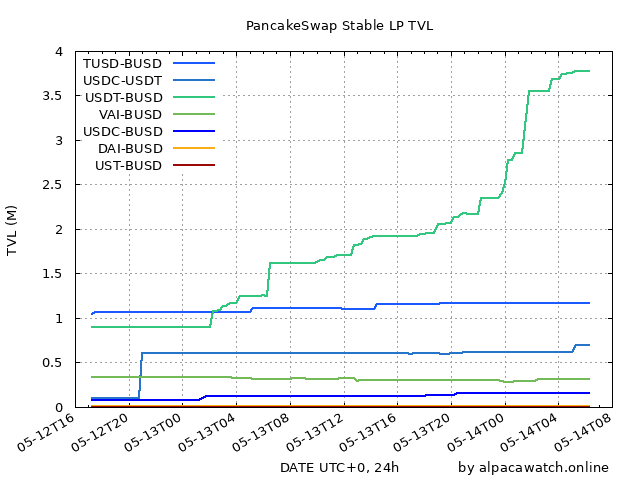 PancakeSwap Stable LP TVL
TVL (M)
4
3.5
3
2.5
2
1.5
1
0.5
0
TUSD-BUSD
USDC-USDT
USDT-BUSD
VAI-BUSD
USDC-BUSD
DAI-BUSD
UST-BUSD
05-12T16
05-12T20
05-13T00
05-13T04
05-13T08
05-13T12
05-13T16
05-13T20
05-14T00
05-14T04
05-14T08
DATE UTC+0, 24h
by alpacawatch.online